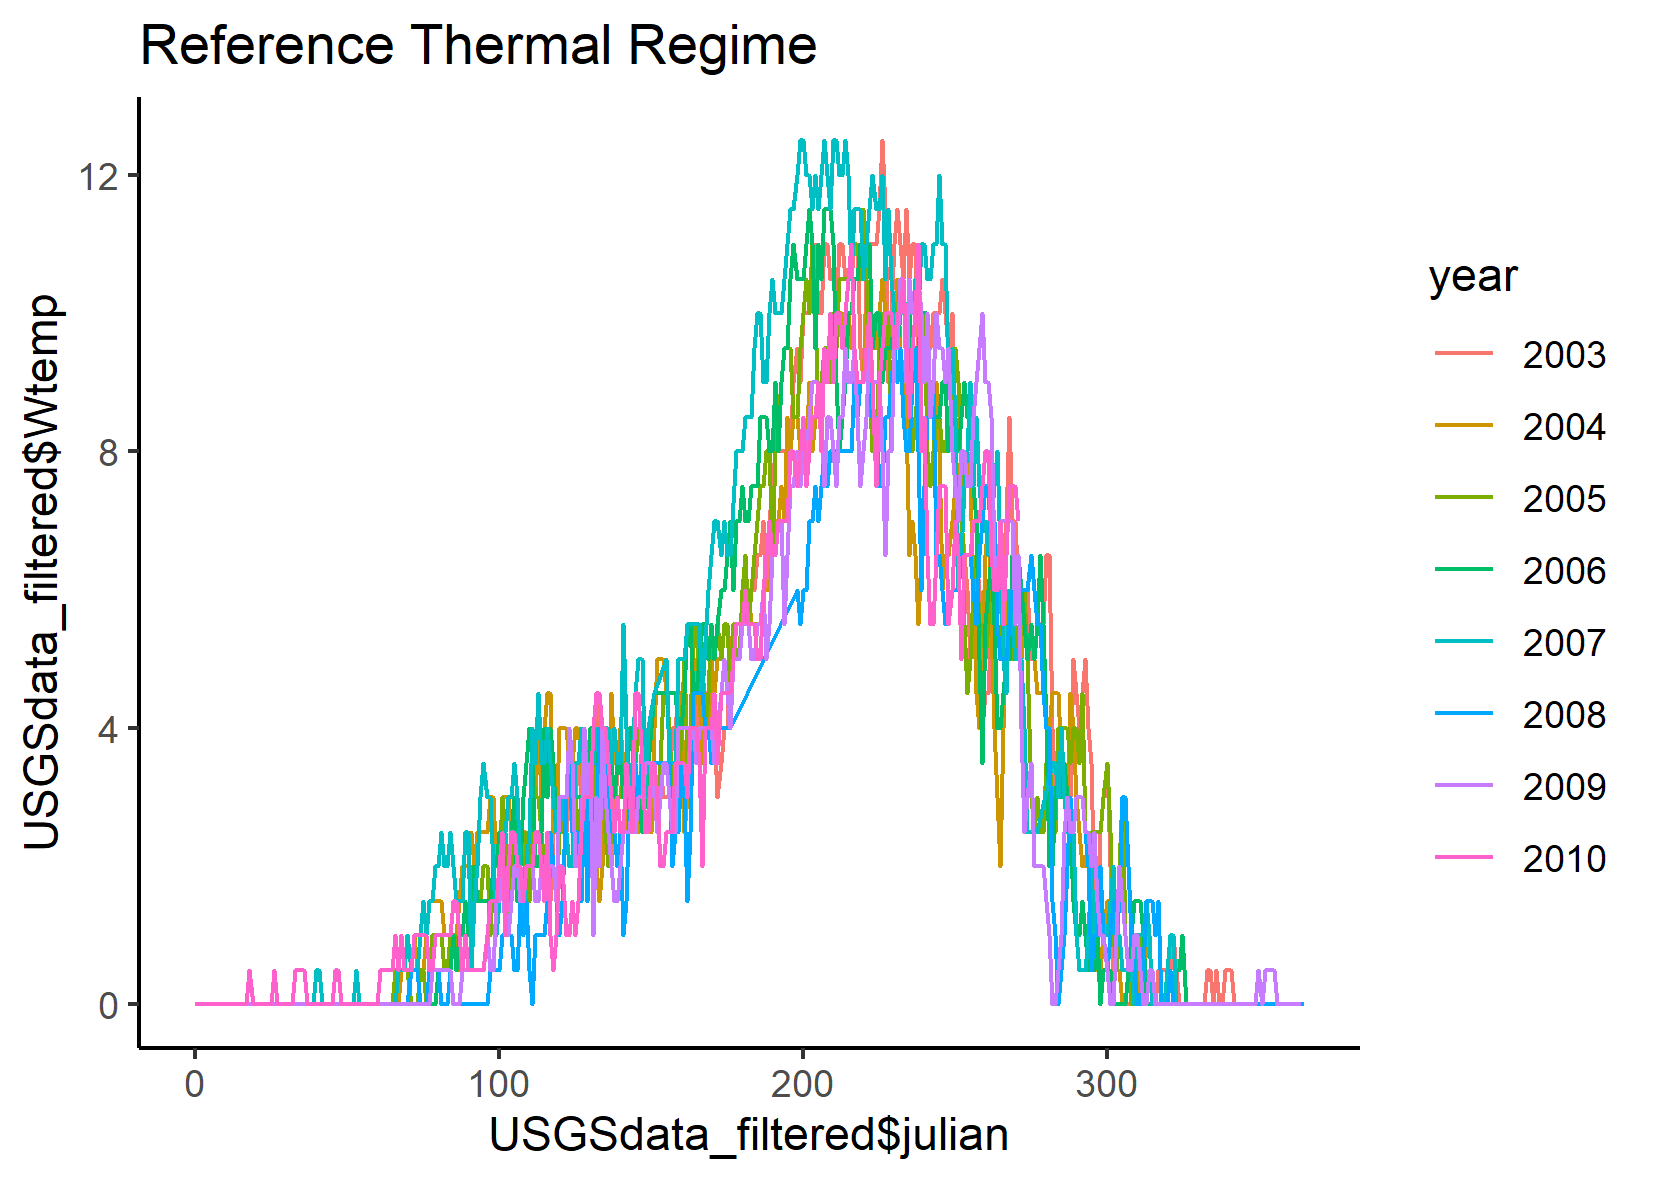 Reference Thermal Regime
USGSdata_filtered$Wtemp
12
8
4
0
0 100 200 300
USGSdata_filtered$julian
year
2003
2004
2005
2006
2007
2008
2009
2010